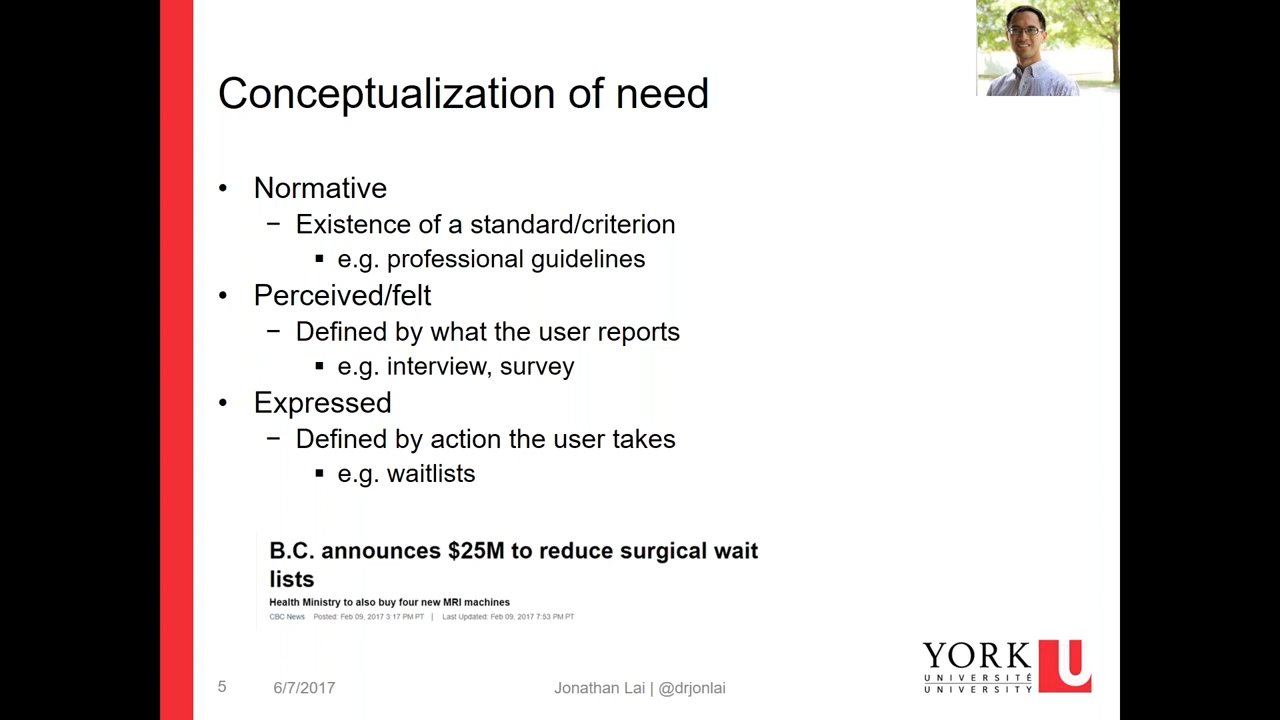 Conceptualization of need
• Normative
− Existence of a standard/criterion
▪ e.g. professional guidelines
• Perceived/felt
− Defined by what the user reports
▪ e.g. interview, survey
• Expressed
− Defined by action the user takes
▪ e.g. waitlists
B.C. announces $25M to reduce surgical wait
lists
Health Ministry to also buy four new MRI machines
CBC News Posted: Feb 09, 2017 3:17 PM PT | Last Updated: Feb 09, 2017 7:53 PM PT
5 6/7/2017 Jonathan Lai | @drjonlai
YORK U
UNIVERSITÉ
UNIVERSITY